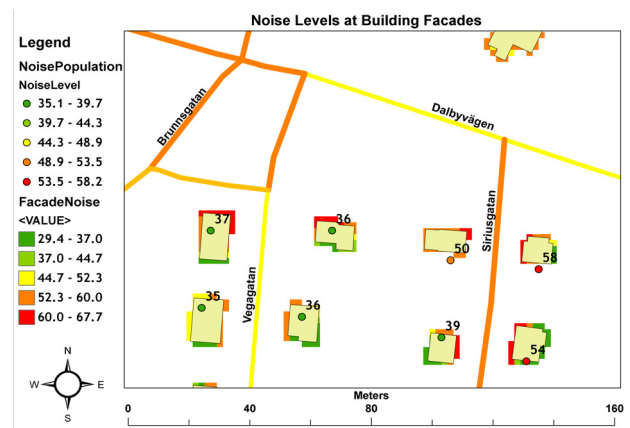 Noise Levels at Building Facades
Legend
NoisePopulation
NoiseLevel
35.1 - 39.7
39.7 - 44.3
44.3 - 48.9
48.9 - 53.5
53.5 - 58.2
FacadeNoise
<VALUE>
29.4 - 37.0
37.0 - 44.7
44.7 - 52.3
52.3 - 60.0
60.0 - 67.7
Brunnsgatan
Dalbyvägen
Vegagatan
Siriusgatan
37
36
50
58
35
36
39
54
N
W
E
S
Meters
0
40
80
160